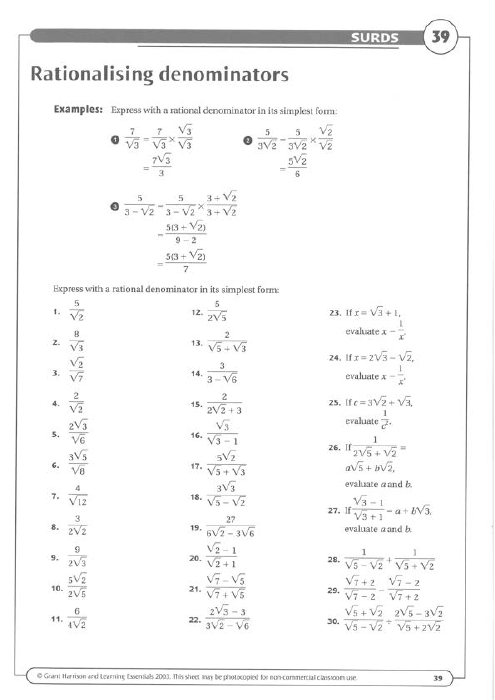 SURDS 39
Rationalising denominators
Examples: Express with a rational denominator in its simplest form:
1 7/√3 = 7/√3 × √3/√3
= 7√3/3
2 5/3√2 = 5/3√2 × √2/√2
= 5√2/6
3 5/(3 − √2) = 5/(3 − √2) × (3 + √2)/(3 + √2)
= 5(3 + √2)/(9 − 2)
= 5(3 + √2)/7
Express with a rational denominator in its simplest form:
1. 5/√2
2. 8/√3
3. √2/√7
4. 2/√2
5. 2√3/√6
6. 3√5/√8
7. 4/√12
8. 3/2√2
9. 9/2√3
10. 5√2/2√5
11. 6/4√2
12. 5/2√5
13. 2/(√5 + √3)
14. 3/(3 − √6)
15. 2/(2√2 + 3)
16. √3/(√3 − 1)
17. 5√2/(√5 + √3)
18. 3√3/(√5 − √2)
19. 27/(6√2 − 3√6)
20. (√2 − 1)/(√2 + 1)
21. (√7 − √5)/(√7 + √5)
22. (2√3 − 3)/(3√2 − √6)
23. If x = √3 + 1,
evaluate x − 1/x.
24. If x = 2√3 − √2,
evaluate x − 1/x.
25. If c = 3√2 + √3,
evaluate 1/c².
26. If 1/(2√5 + √2) =
a√5 + b√2,
evaluate a and b.
27. If (√3 − 1)/(√3 + 1) = a + b√3,
evaluate a and b.
28. 1/(√5 − √2) + 1/(√5 + √2)
29. (√7 + 2)/(√7 − 2) − (√7 − 2)/(√7 + 2)
30. (√5 + √2)/(√5 − √2) ÷ (2√5 − 3√2)/(√5 + 2√2)
© Grant Harrison and Learning Essentials 2003. This sheet may be photocopied for non-commercial classroom use 39